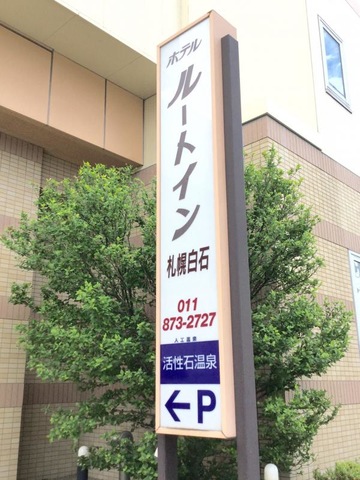 ホテル
ルートイン
札幌白石
011
873-2727
人工温泉
活性石温泉
←P